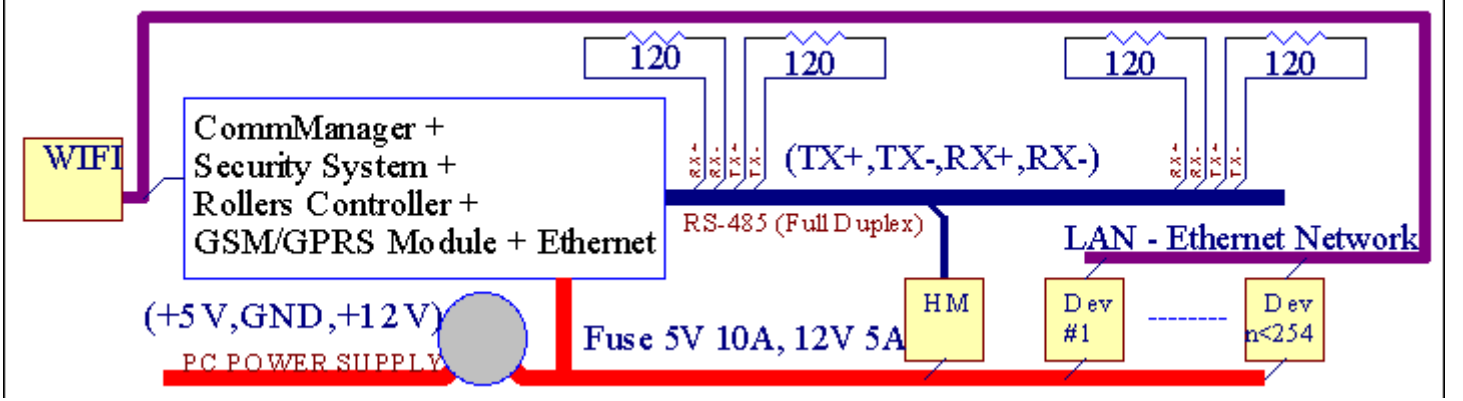 120
120
120
120
WIFI
CommManager +
Security System +
Rollers Controller +
GSM/GPRS Module + Ethernet
RX+
RX-
TX+
TX-
(TX+,TX-,RX+,RX-)
RX+
RX-
TX+
TX-
RS-485 (Full Duplex)
LAN - Ethernet Network
HM
Dev
#1
Dev
n<254
(+5V,GND,+12V)
Fuse 5V 10A, 12V 5A
PC POWER SUPPLY